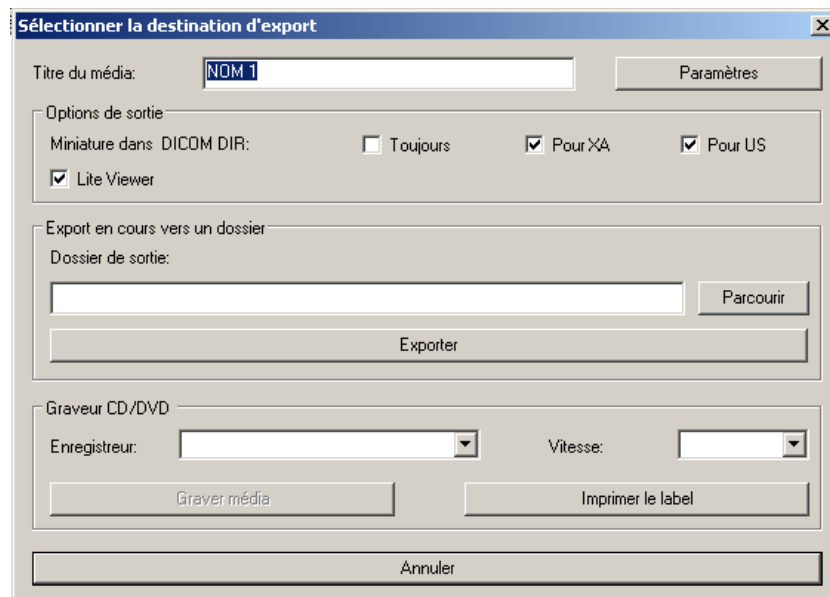 Sélectionner la destination d'export
Titre du média: NOM 1 Paramètres
Options de sortie
Miniature dans DICOM DIR: Toujours Pour XA Pour US
Lite Viewer
Export en cours vers un dossier
Dossier de sortie:
Parcourir
Exporter
Graveur CD/DVD
Enregistreur: Vitesse:
Graver média Imprimer le label
Annuler